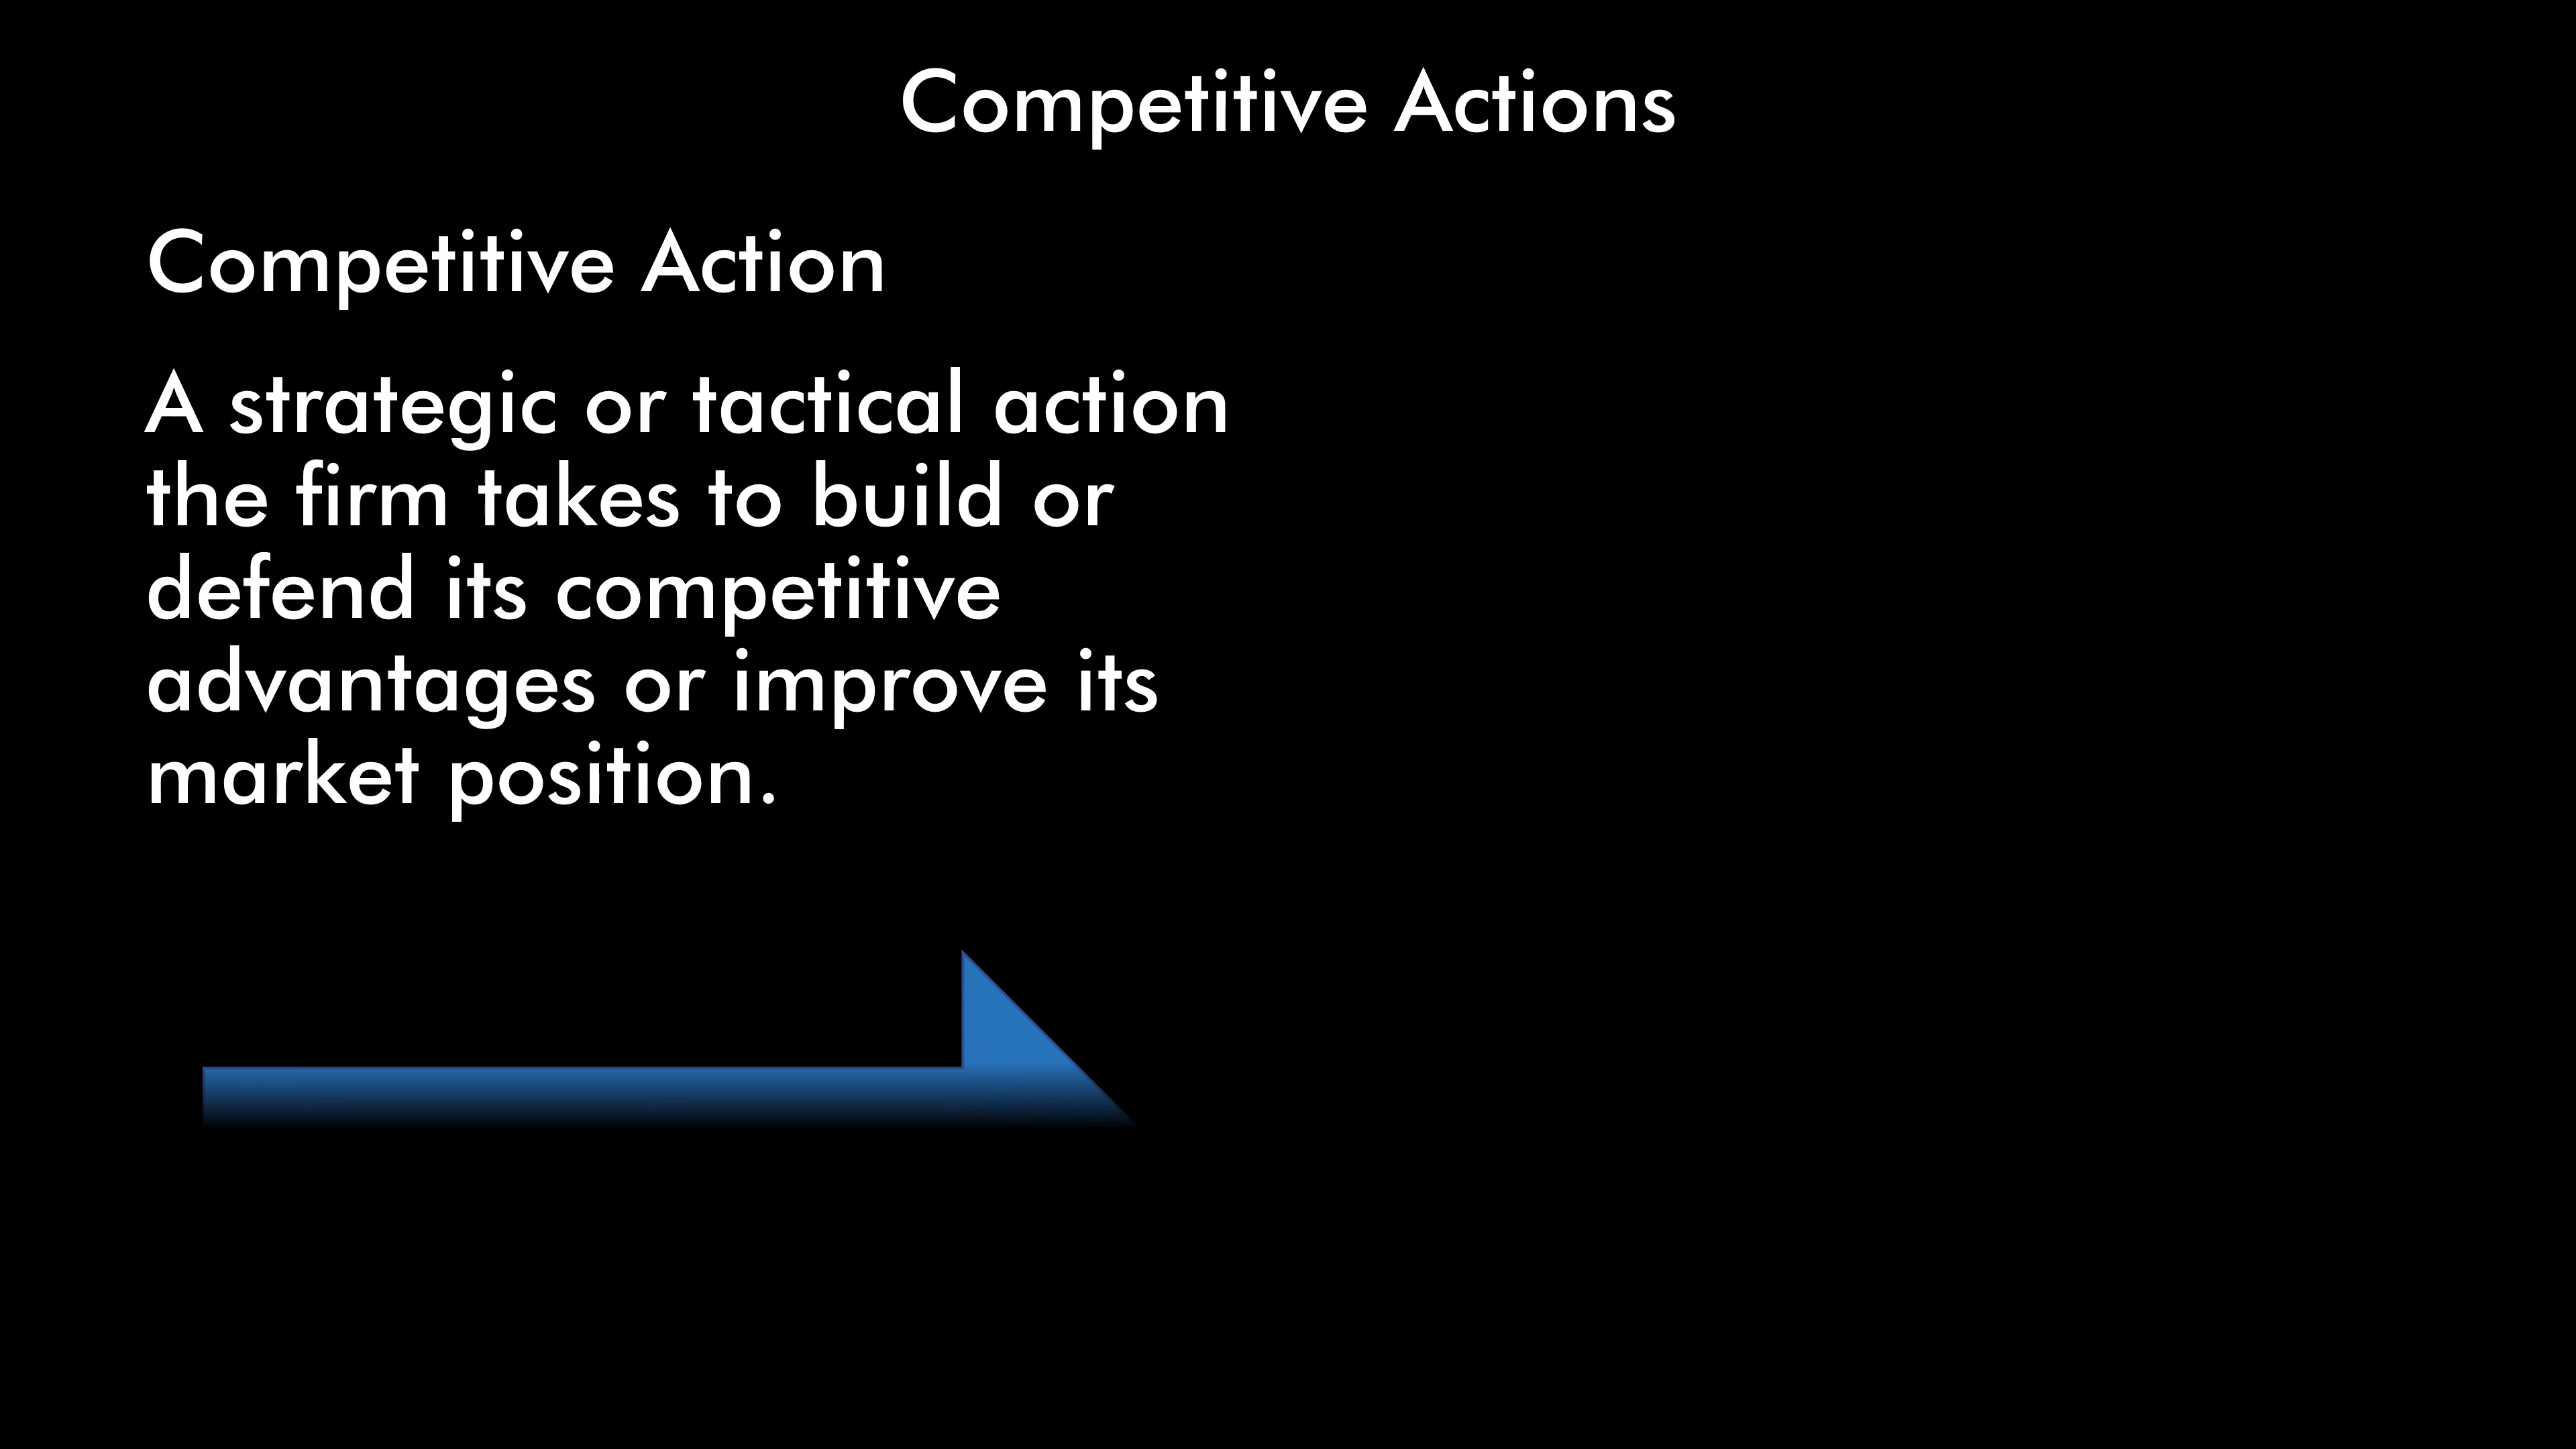 Competitive Actions
Competitive Action
A strategic or tactical action
the firm takes to build or
defend its competitive
advantages or improve its
market position.